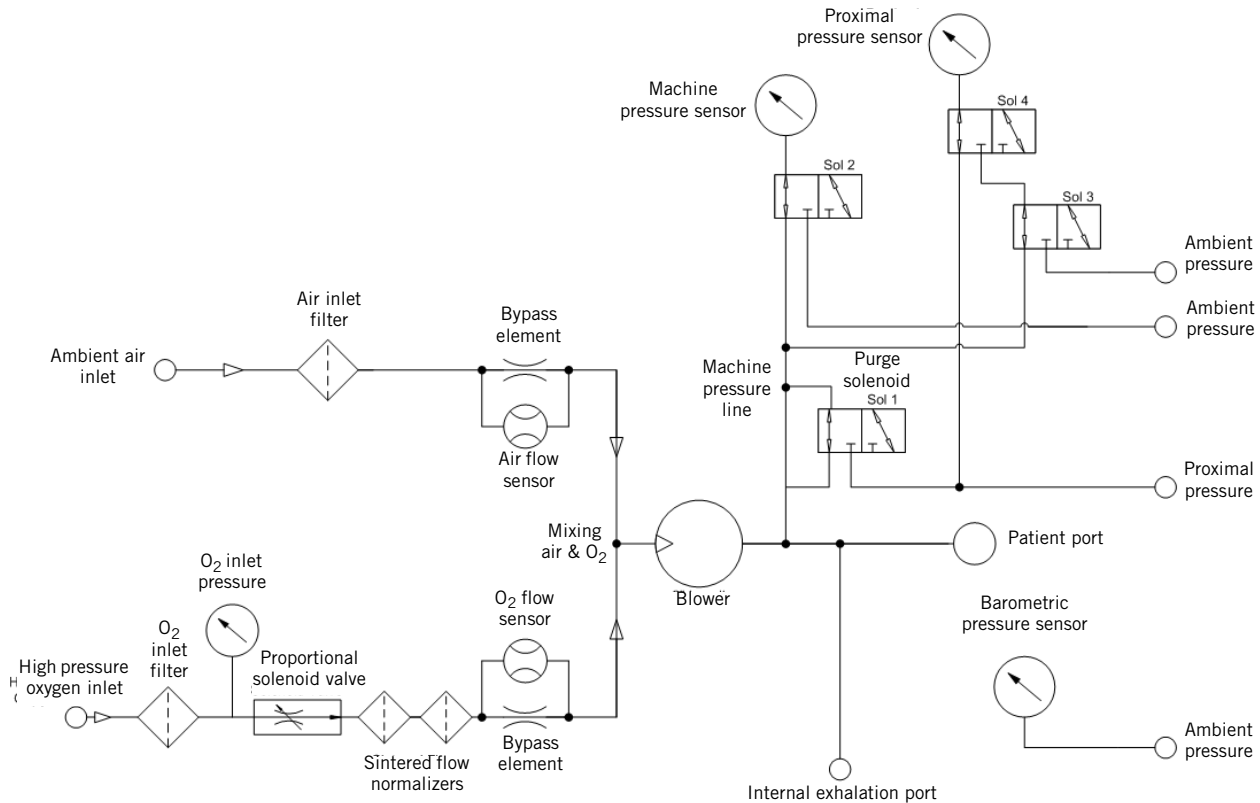 Proximal
pressure sensor
Machine
pressure sensor
Sol 4
Sol 2
Sol 3
Ambient
pressure
Air inlet
filter
Bypass
element
Ambient
pressure
Ambient air
inlet
Machine
pressure
line
Purge
solenoid
Sol 1
Air flow
sensor
Proximal
pressure
Mixing
air & O2
Patient port
O2 inlet
pressure
O2 flow
sensor
Blower
Barometric
pressure sensor
O2
inlet
filter
High pressure
oxygen inlet
Proportional
solenoid valve
Bypass
element
Sintered flow
normalizers
Ambient
pressure
Internal exhalation port